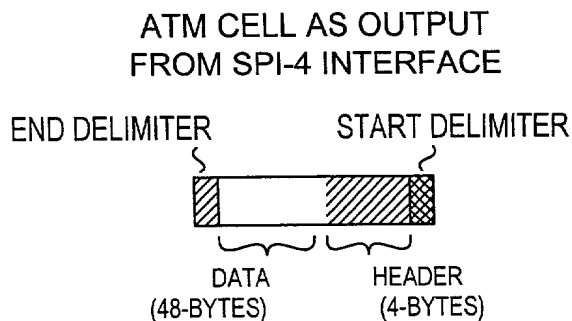 ATM CELL AS OUTPUT
FROM SPI-4 INTERFACE
END DELIMITER
START DELIMITER
DATA
(48-BYTES)
HEADER
(4-BYTES)